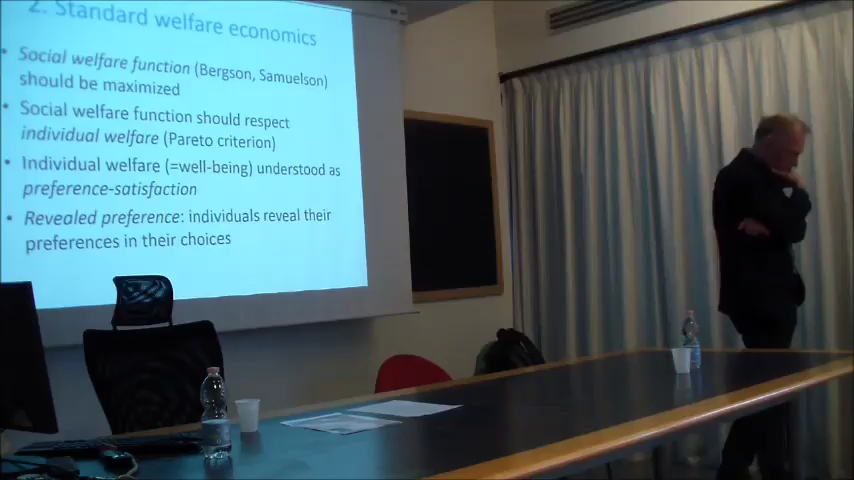 2. Standard welfare economics
• Social welfare function (Bergson, Samuelson)
should be maximized
• Social welfare function should respect
individual welfare (Pareto criterion)
• Individual welfare (=well-being) understood as
preference-satisfaction
• Revealed preference: individuals reveal their
preferences in their choices